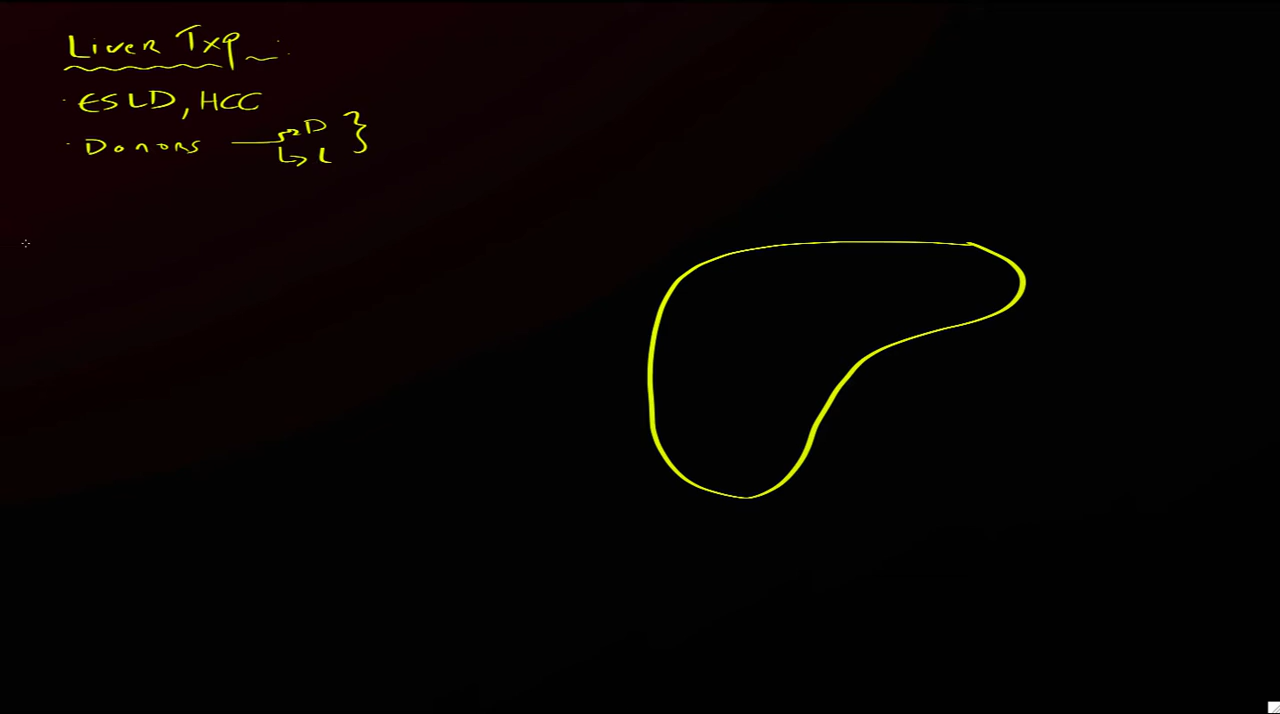 Liver Txp
· ESLD, HCC
· Donors → D
→ L }